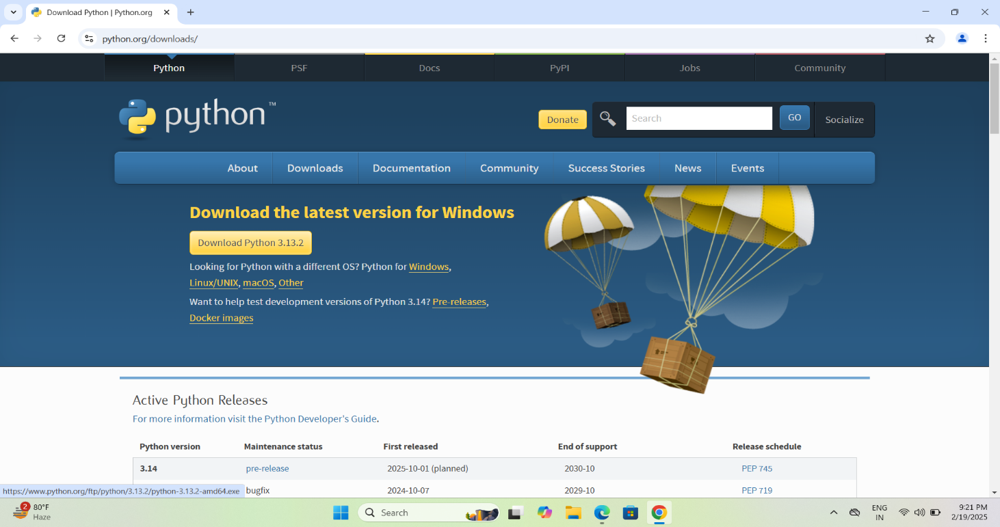 Download Python | Python.org
python.org/downloads/
Python PSF Docs PyPI Jobs Community
python™
Donate Search GO Socialize
About Downloads Documentation Community Success Stories News Events
Download the latest version for Windows
Download Python 3.13.2
Looking for Python with a different OS? Python for Windows,
Linux/UNIX, macOS, Other
Want to help test development versions of Python 3.14? Pre-releases,
Docker images
Active Python Releases
For more information visit the Python Developer's Guide.
Python version Maintenance status First released End of support Release schedule
3.14 pre-release 2025-10-01 (planned) 2030-10 PEP 745
bugfix 2024-10-07 2029-10 PEP 719
https://www.python.org/ftp/python/3.13.2/python-3.13.2-amd64.exe
2 80°F
Haze
Search
ENG
IN
9:21 PM
2/19/2025